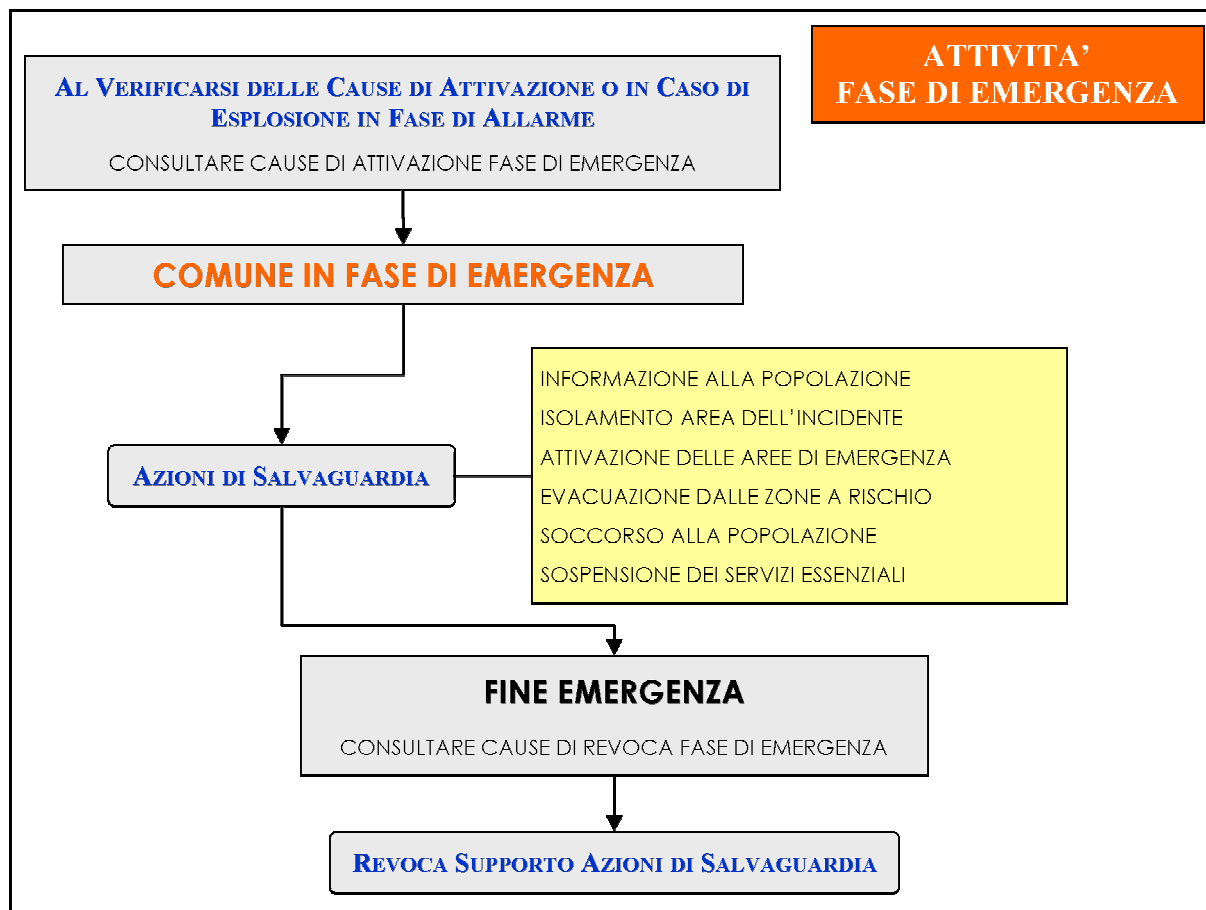 ATTIVITA’
FASE DI EMERGENZA
AL VERIFICARSI DELLE CAUSE DI ATTIVAZIONE O IN CASO DI
ESPLOSIONE IN FASE DI ALLARME
CONSULTARE CAUSE DI ATTIVAZIONE FASE DI EMERGENZA
COMUNE IN FASE DI EMERGENZA
INFORMAZIONE ALLA POPOLAZIONE
ISOLAMENTO AREA DELL’INCIDENTE
ATTIVAZIONE DELLE AREE DI EMERGENZA
EVACUAZIONE DALLE ZONE A RISCHIO
SOCCORSO ALLA POPOLAZIONE
SOSPENSIONE DEI SERVIZI ESSENZIALI
AZIONI DI SALVAGUARDIA
FINE EMERGENZA
CONSULTARE CAUSE DI REVOCA FASE DI EMERGENZA
REVOCA SUPPORTO AZIONI DI SALVAGUARDIA